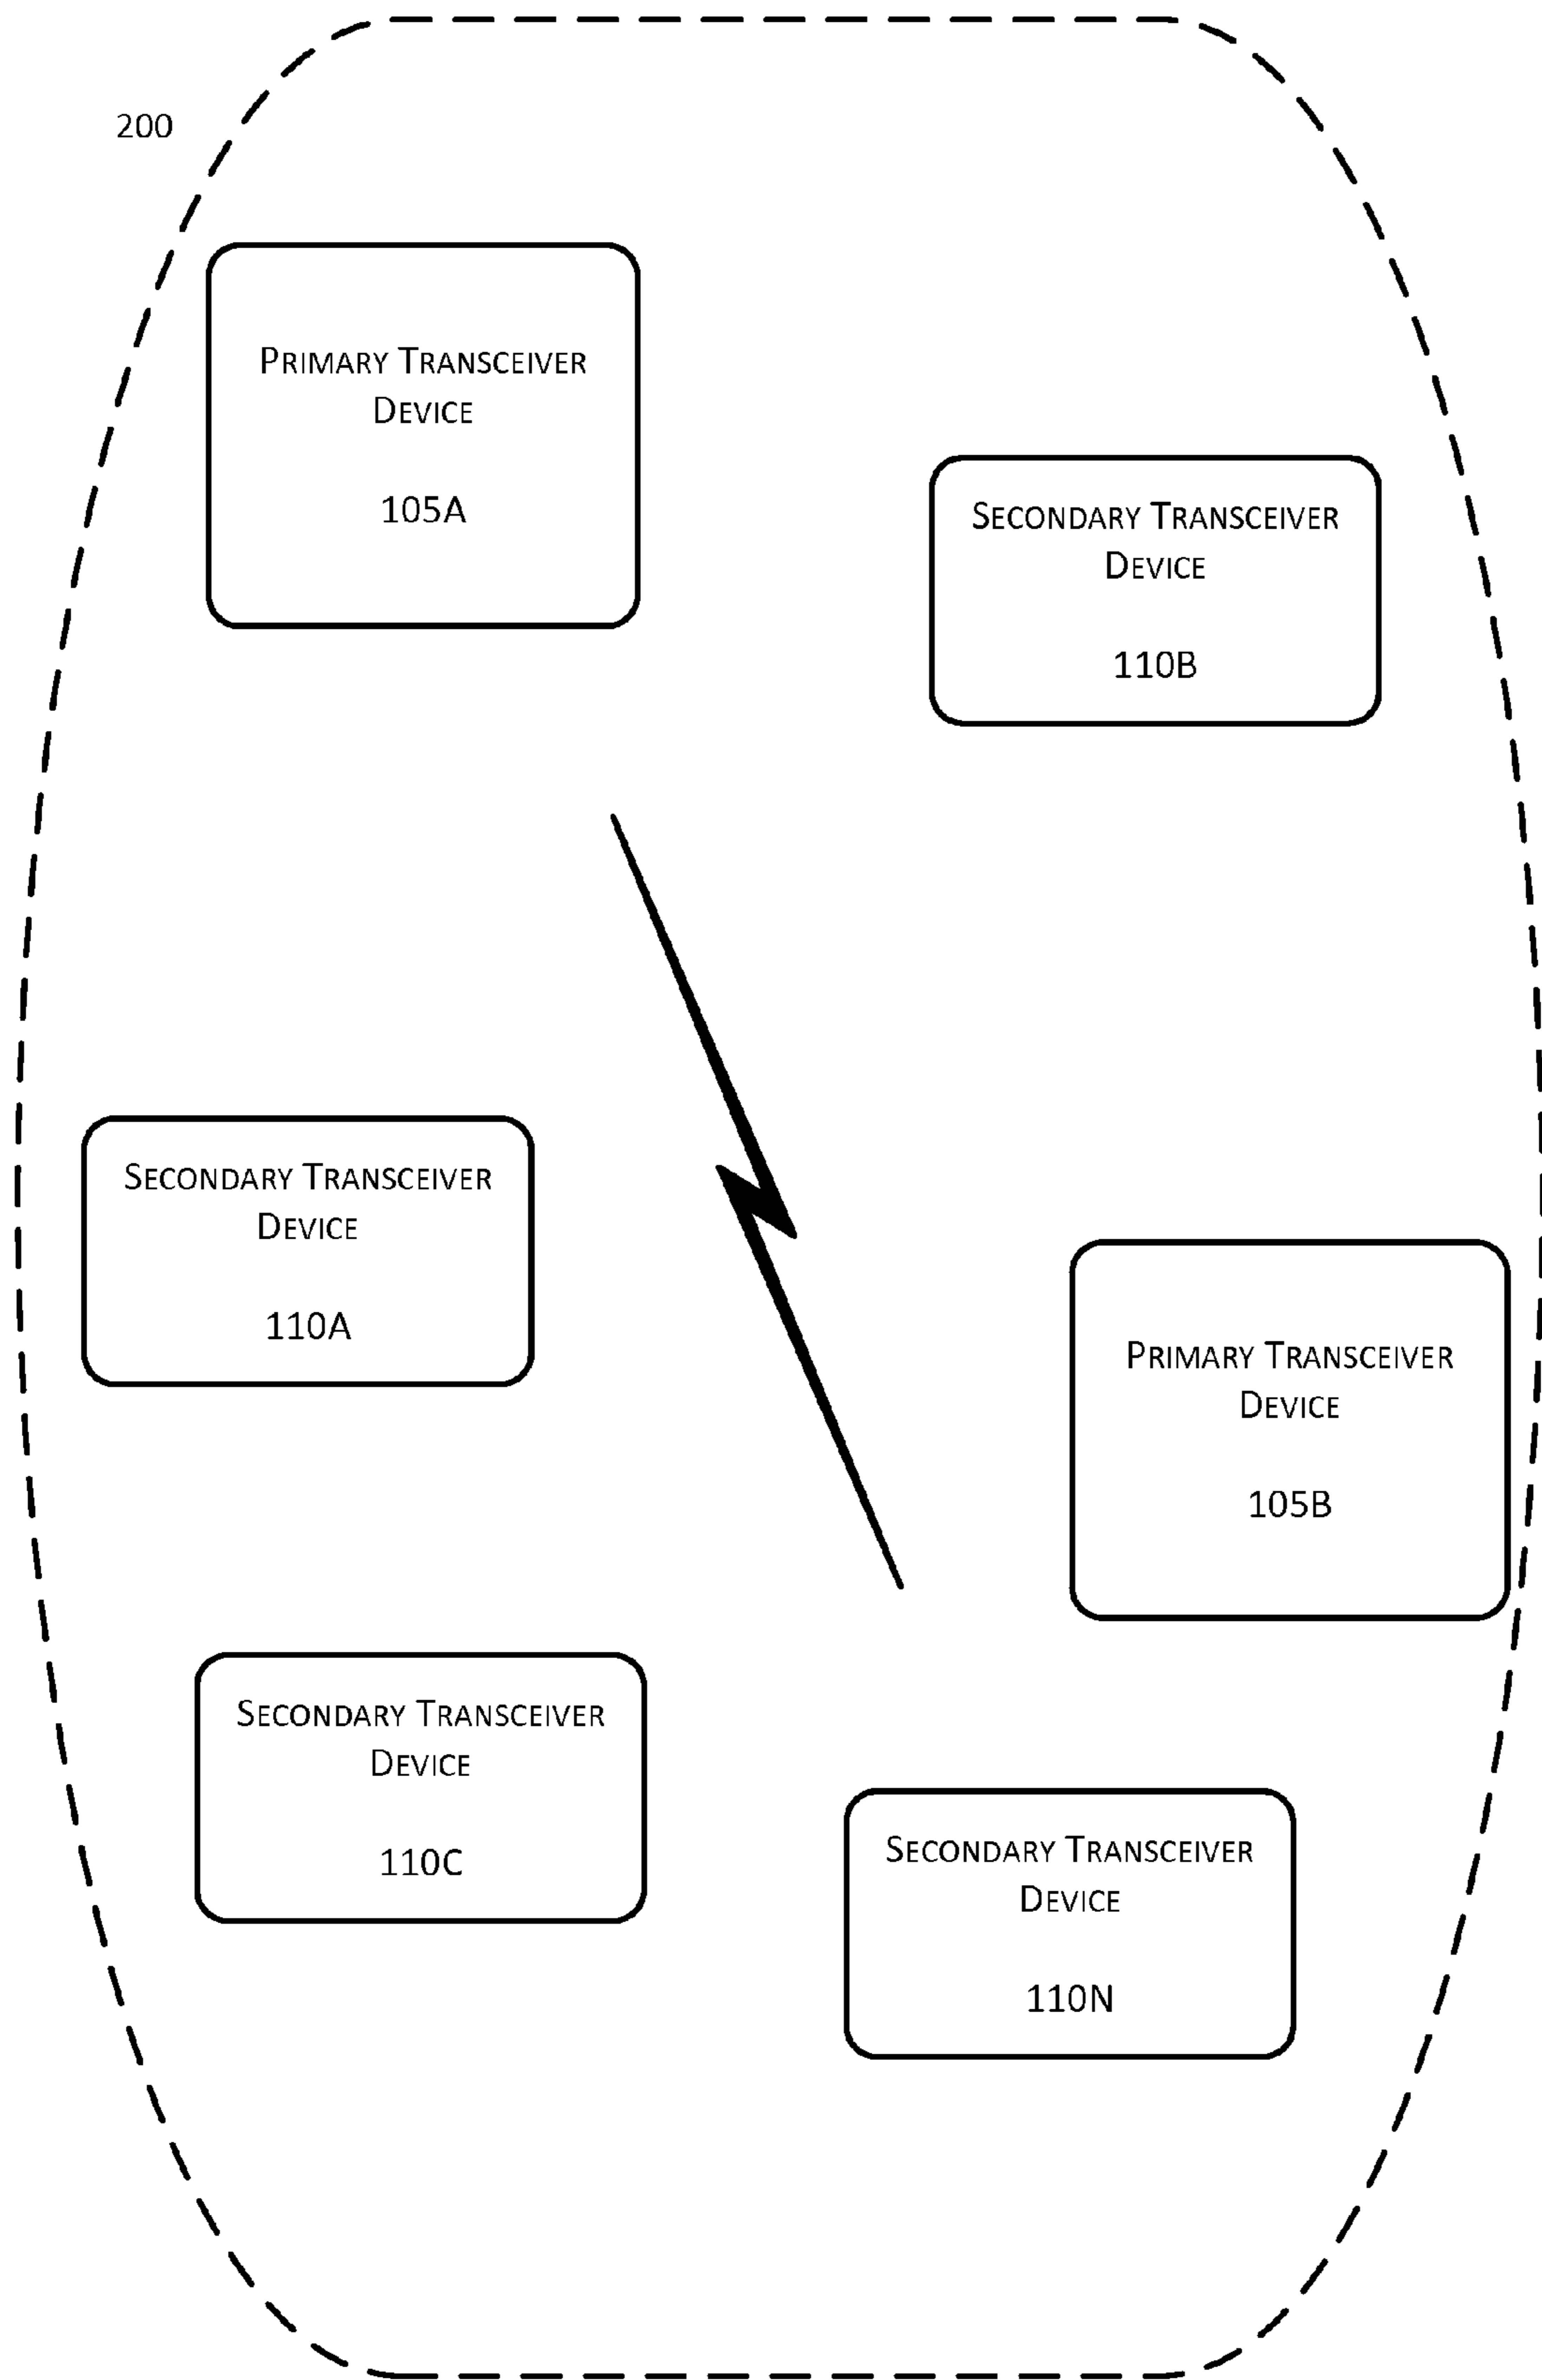 200
Primary Transceiver
Device
105A
Secondary Transceiver
Device
110B
Secondary Transceiver
Device
110A
Primary Transceiver
Device
105B
Secondary Transceiver
Device
110C
Secondary Transceiver
Device
110N